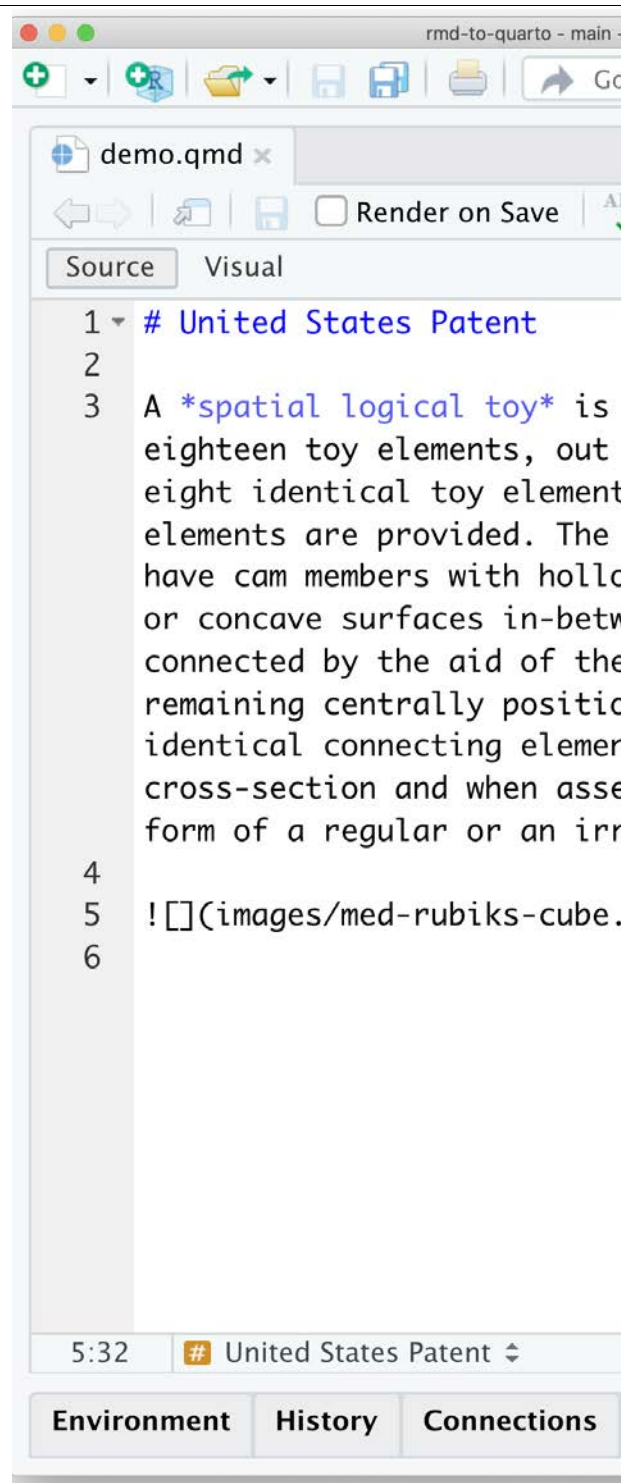 rmd-to-quarto - main -
Go
demo.qmd
Render on Save
Source Visual
1 # United States Patent
2
3 A *spatial logical toy* is
eighteen toy elements, out
eight identical toy element
elements are provided. The
have cam members with hollo
or concave surfaces in-betw
connected by the aid of the
remaining centrally positio
identical connecting elemen
cross-section and when asse
form of a regular or an irr
4
5 ![](images/med-rubiks-cube.
6
5:32 # United States Patent
Environment History Connections